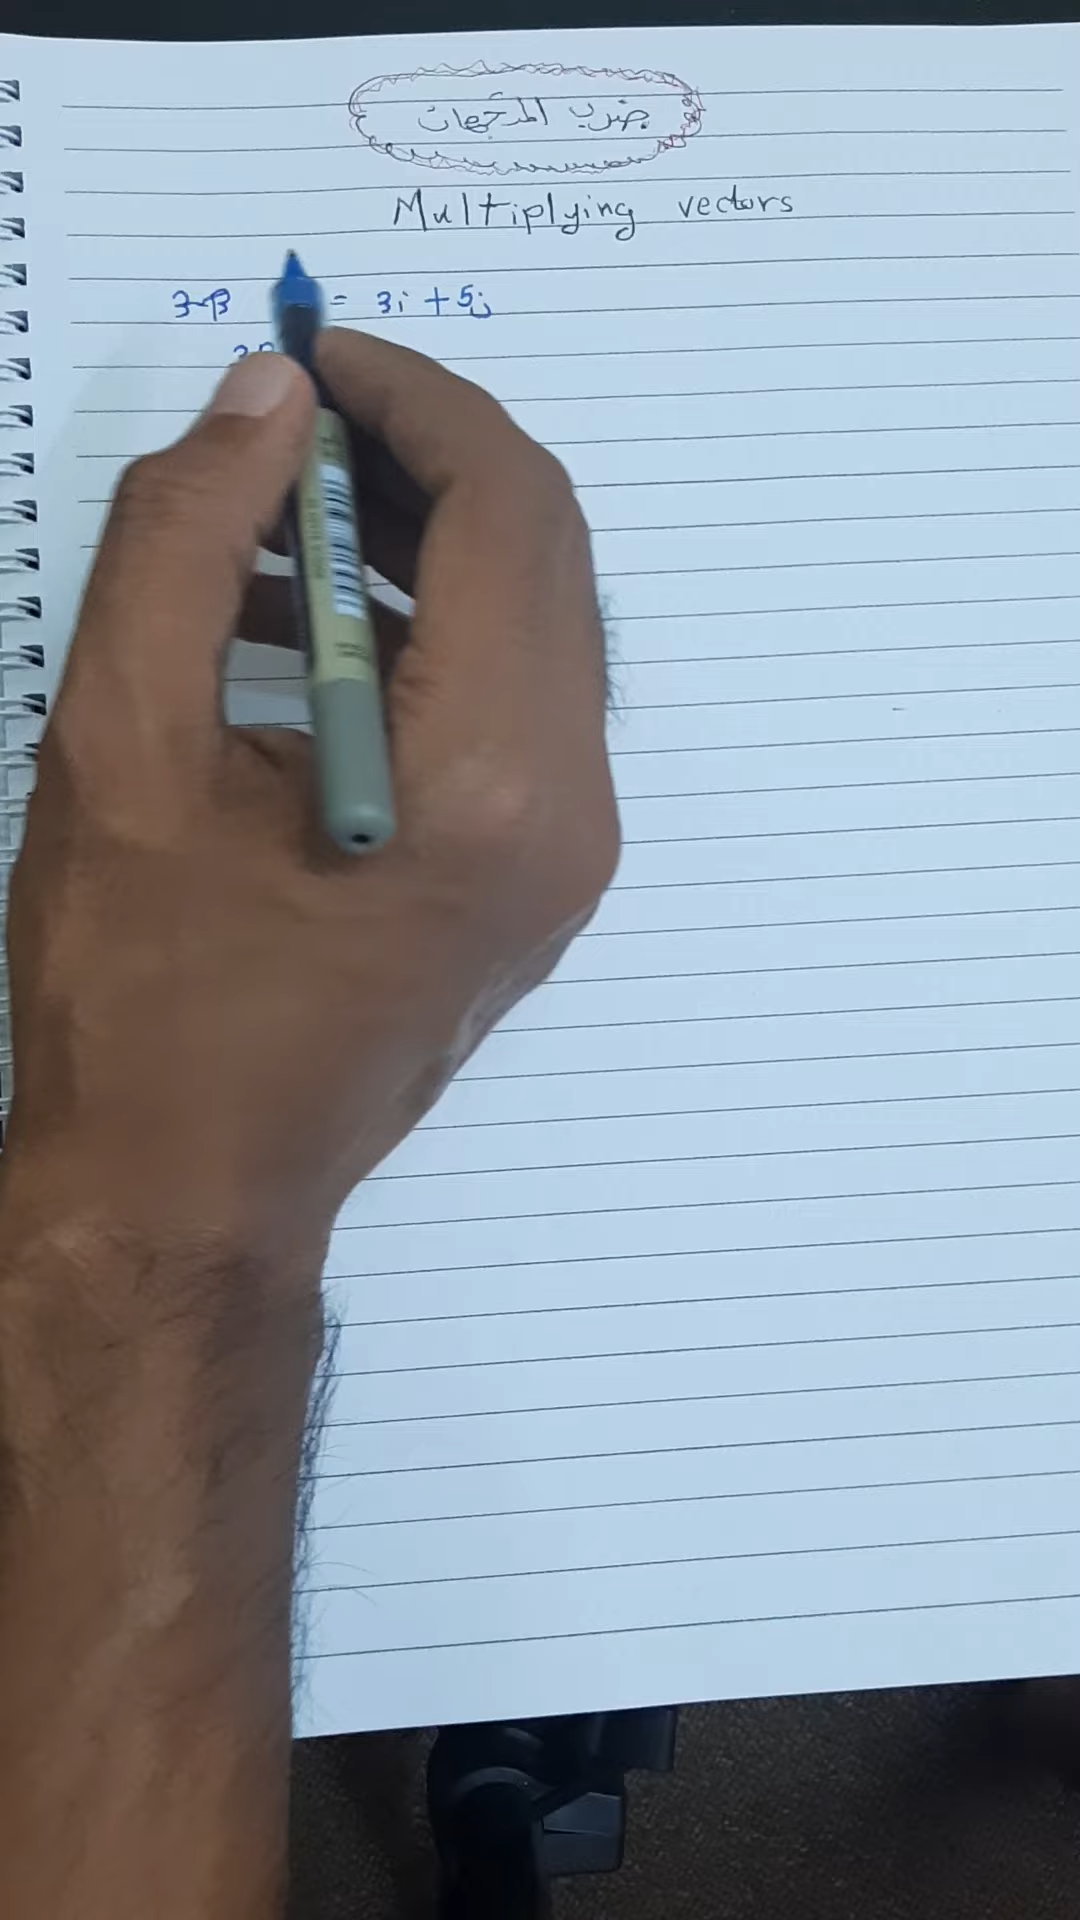 ضرب المتجهات
Multiplying vectors
= 3i + 5j